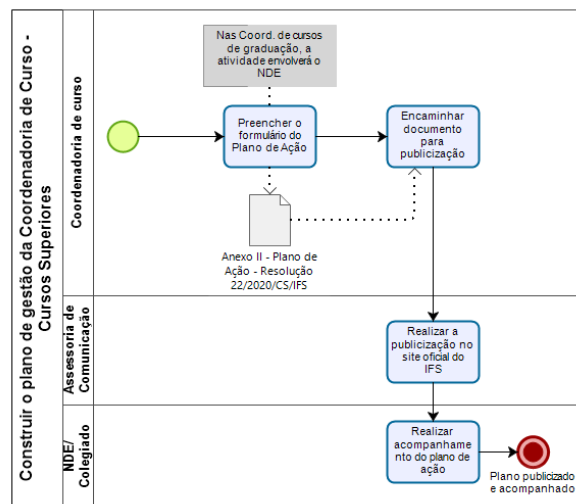 Construir o plano de gestão da Coordenadoria de Curso -
Cursos Superiores
Coordenadoria de curso
Nas Coord. de cursos
de graduação, a
atividade envolverá o
NDE
Preencher o
formulário do
Plano de Ação
Encaminhar
documento
para
publicização
Anexo II - Plano de
Ação - Resolução
22/2020/CS/IFS
Assessoria de
Comunicação
Realizar a
publicização no
site oficial do
IFS
NDE/
Colegiado
Realizar
acompanhame
nto do plano de
ação
Plano publicizado
e acompanhado